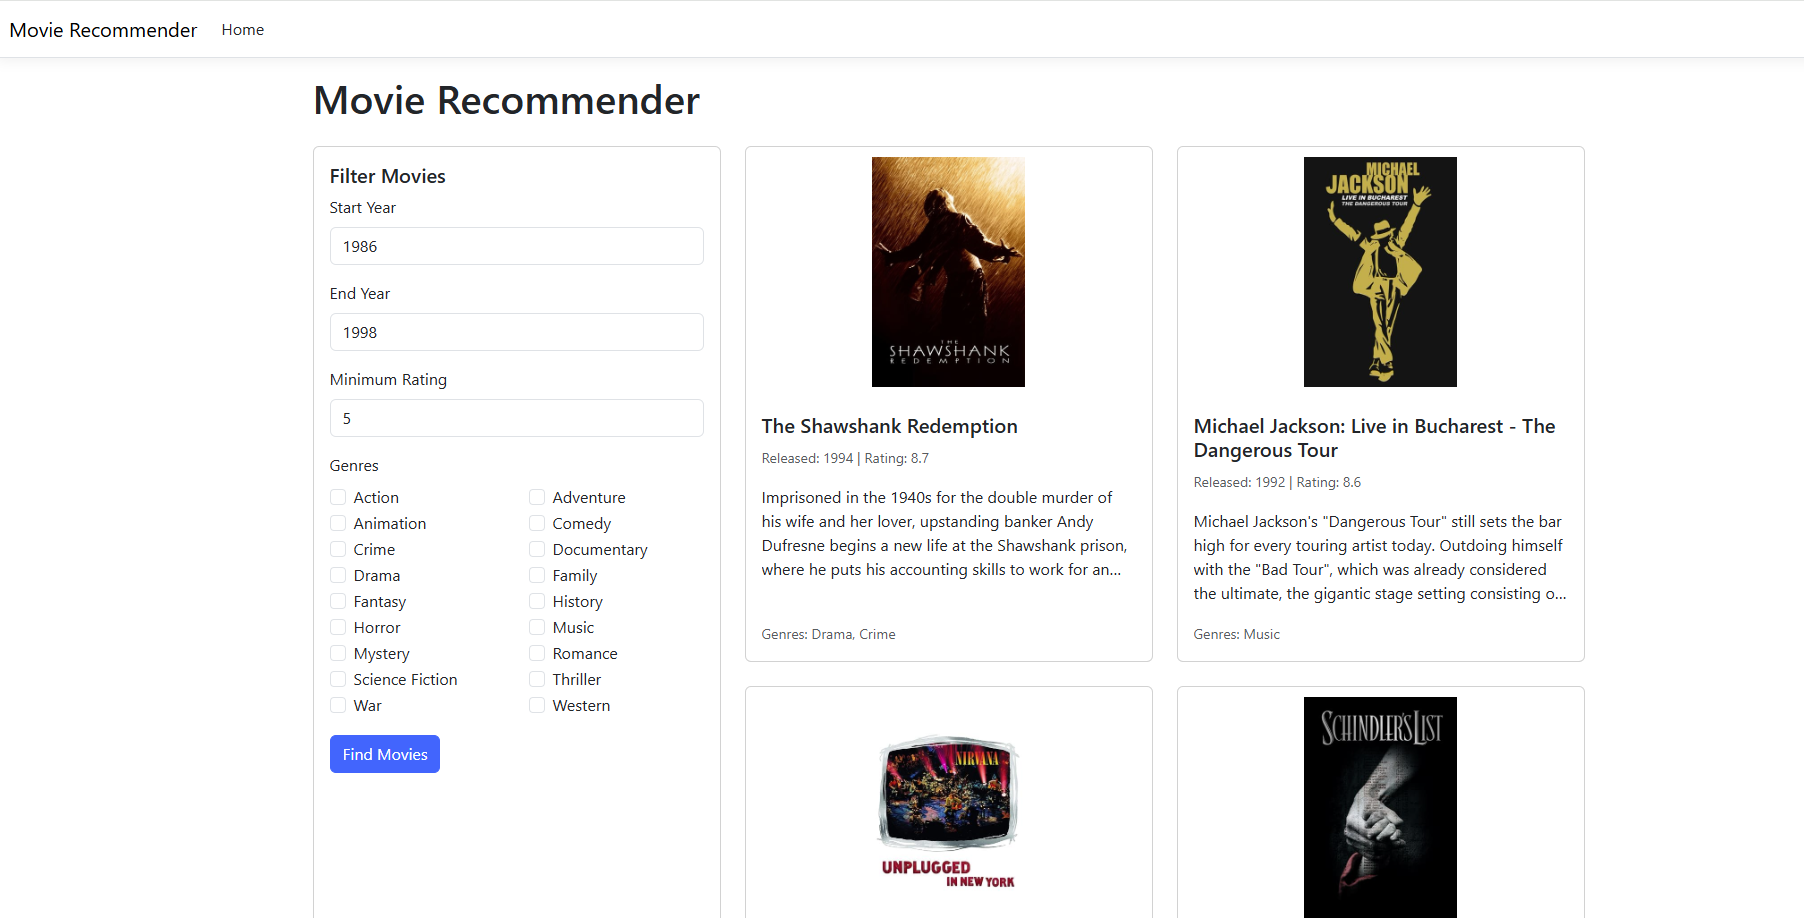 Movie Recommender
Home
Movie Recommender
Filter Movies
Start Year
1986
End Year
1998
Minimum Rating
5
Genres
Action
Adventure
Animation
Comedy
Crime
Documentary
Drama
Family
Fantasy
History
Horror
Music
Mystery
Romance
Science Fiction
Thriller
War
Western
Find Movies
THE
SHAWSHANK
REDEMPTION
The Shawshank Redemption
Released: 1994 | Rating: 8.7
Imprisoned in the 1940s for the double murder of
his wife and her lover, upstanding banker Andy
Dufresne begins a new life at the Shawshank prison,
where he puts his accounting skills to work for an...
Genres: Drama, Crime
MICHAEL
JACKSON
LIVE IN BUCHAREST
THE DANGEROUS TOUR
Michael Jackson: Live in Bucharest - The
Dangerous Tour
Released: 1992 | Rating: 8.6
Michael Jackson's "Dangerous Tour" still sets the bar
high for every touring artist today. Outdoing himself
with the "Bad Tour", which was already considered
the ultimate, the gigantic stage setting consisting o...
Genres: Music
NIRVANA
UNPLUGGED
IN NEW YORK
SCHINDLER'S LIST